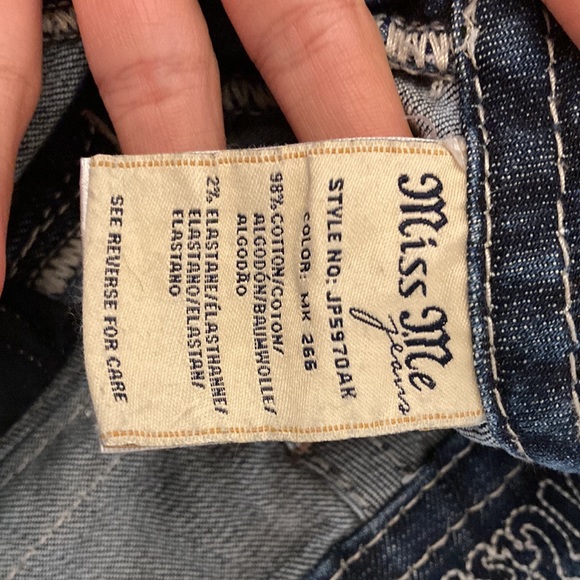 Miss Me
jeans
STYLE NO: JP5970AK
COLOR: MK 266
98% COTTON/COTON/
ALGODON/BAUMWOLLE/
ALGODÃO
2% ELASTANE/ÉLASTHANNE/
ELASTANO/ELASTAN/
ELASTANO
SEE REVERSE FOR CARE